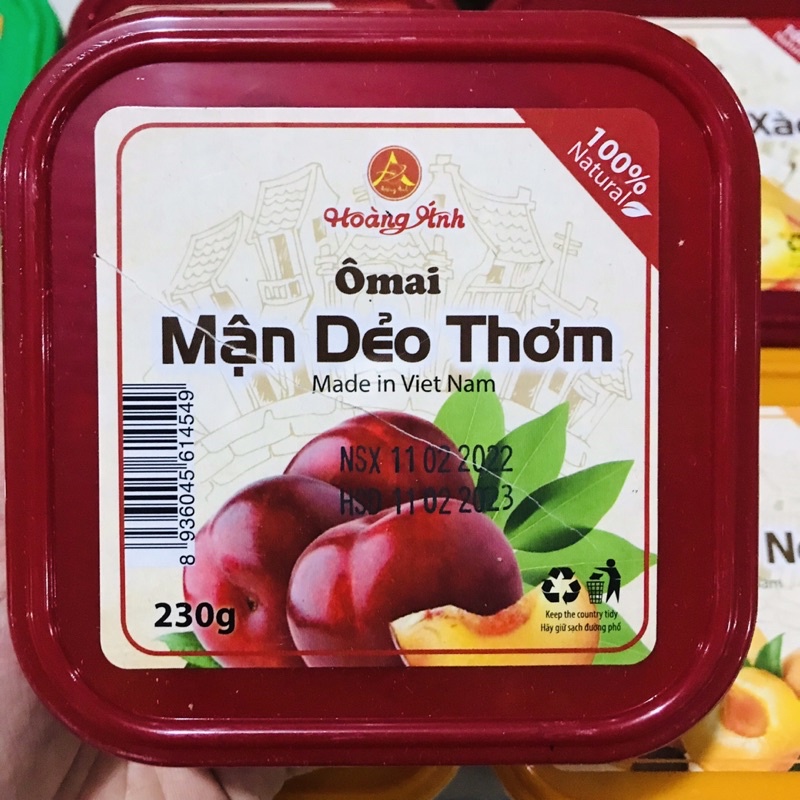 100%
Natural
Hoàng Ánh
Ômai
Mận Dẻo Thơm
Made in Viet Nam
NSX 11 02 2022
HSD 11 02 2023
8 936045 614549
230g
Keep the country tidy
Hãy giữ sạch đường phố